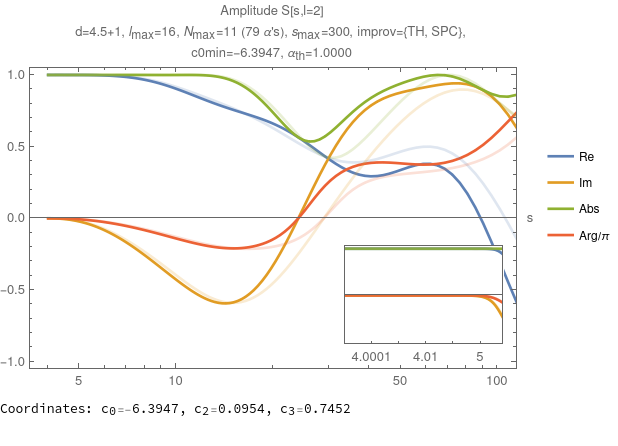 Amplitude S[s,l=2]
d=4.5+1, lmax=16, Nmax=11 (79 α's), smax=300, improv={TH, SPC},
c0min=−6.3947, αth=1.0000
1.0
0.5
0.0
−0.5
−1.0
5
10
50
100
s
4.0001
4.01
5
Re
Im
Abs
Arg/π
Coordinates: c0=−6.3947, c2=0.0954, c3=0.7452